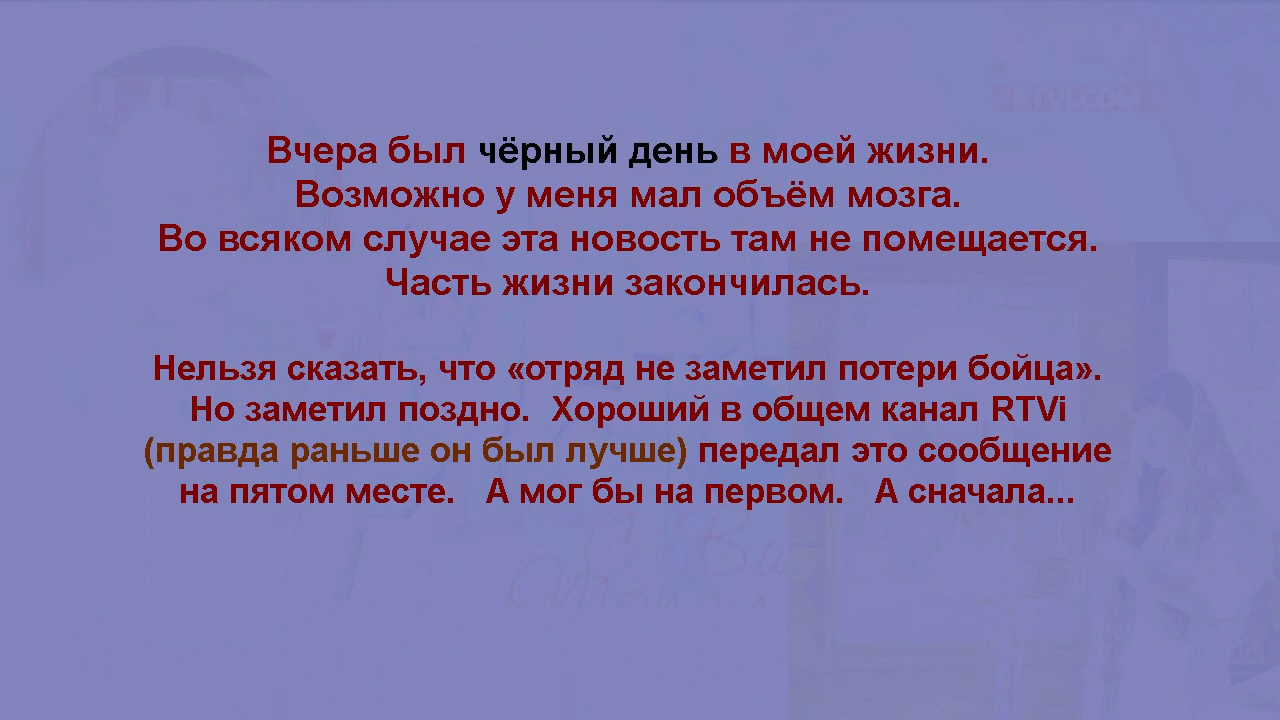 RTVI.COM
Вчера был чёрный день в моей жизни.
Возможно у меня мал объём мозга.
Во всяком случае эта новость там не помещается.
Часть жизни закончилась.
Нельзя сказать, что «отряд не заметил потери бойца».
Но заметил поздно. Хороший в общем канал RTVi
(правда раньше он был лучше) передал это сообщение
на пятом месте. А мог бы на первом. А сначала...